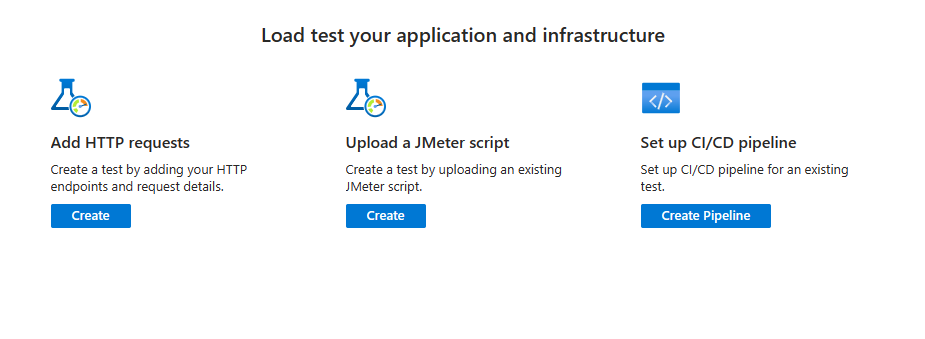 Load test your application and infrastructure
Add HTTP requests
Create a test by adding your HTTP
endpoints and request details.
Create
Upload a JMeter script
Create a test by uploading an existing
JMeter script.
Create
</>
Set up CI/CD pipeline
Set up CI/CD pipeline for an existing
test.
Create Pipeline